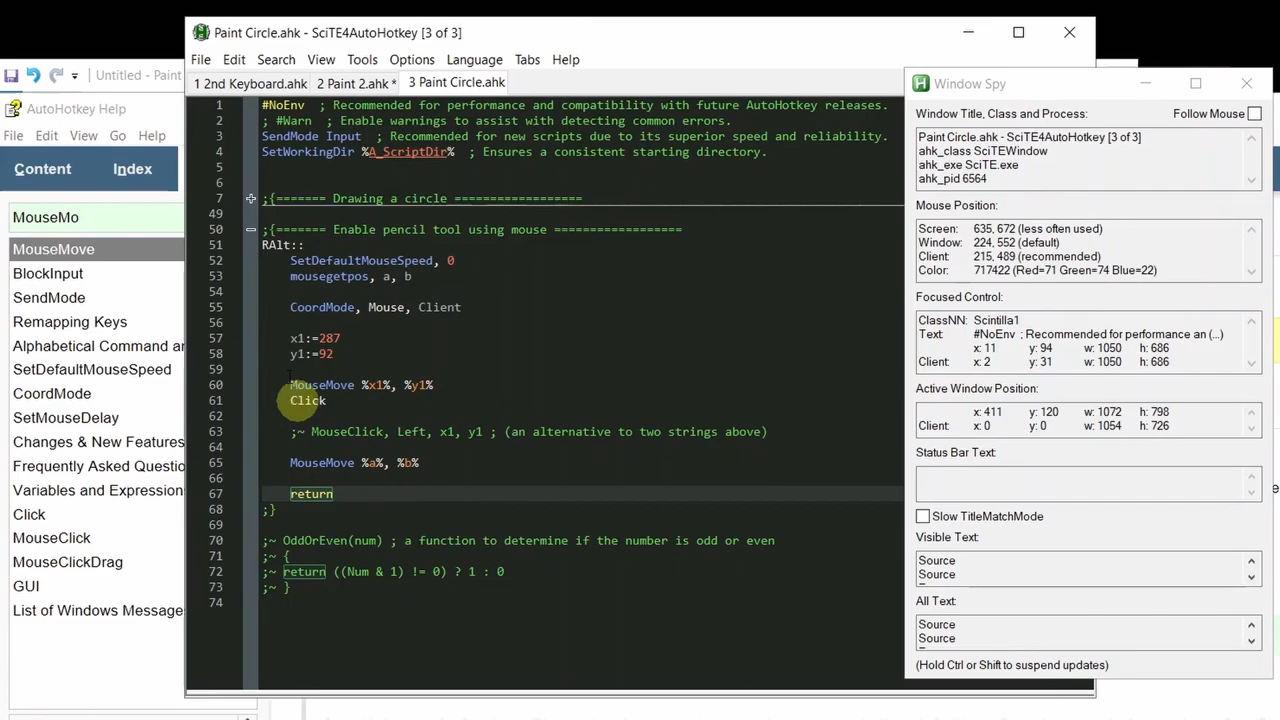 Paint Circle.ahk - SciTE4AutoHotkey [3 of 3]
File Edit Search View Tools Options Language Tabs Help
1 2nd Keyboard.ahk 2 Paint 2.ahk * 3 Paint Circle.ahk
1 #NoEnv ; Recommended for performance and compatibility with future AutoHotkey releases.
2 ; #Warn ; Enable warnings to assist with detecting common errors.
3 SendMode Input ; Recommended for new scripts due to its superior speed and reliability.
4 SetWorkingDir %A_ScriptDir% ; Ensures a consistent starting directory.
5
6
7 ;{======= Drawing a circle ==================
49
50 ;{======= Enable pencil tool using mouse ==================
51 RAlt::
52 SetDefaultMouseSpeed, 0
53 mousegetpos, a, b
54
55 CoordMode, Mouse, Client
56
57 x1:=287
58 y1:=92
59
60 MouseMove %x1%, %y1%
61 Click
62
63 ;~ MouseClick, Left, x1, y1 ; (an alternative to two strings above)
64
65 MouseMove %a%, %b%
66
67 return
68 ;}
69
70 ;~ OddOrEven(num) ; a function to determine if the number is odd or even
71 ;~ {
72 ;~ return ((Num & 1) != 0) ? 1 : 0
73 ;~ }
74
Untitled - Paint
AutoHotkey Help
File Edit View Go Help
Content Index
MouseMo
MouseMove
BlockInput
SendMode
Remapping Keys
Alphabetical Command an
SetDefaultMouseSpeed
CoordMode
SetMouseDelay
Changes & New Features
Frequently Asked Questio
Variables and Expression
Click
MouseClick
MouseClickDrag
GUI
List of Windows Messages
Window Spy
Window Title, Class and Process: Follow Mouse
Paint Circle.ahk - SciTE4AutoHotkey [3 of 3]
ahk_class SciTEWindow
ahk_exe SciTE.exe
ahk_pid 6564
Mouse Position:
Screen: 635, 672 (less often used)
Window: 224, 552 (default)
Client: 215, 489 (recommended)
Color: 717422 (Red=71 Green=74 Blue=22)
Focused Control:
ClassNN: Scintilla1
Text: #NoEnv ; Recommended for performance an (...)
x: 11 y: 94 w: 1050 h: 686
Client: x: 2 y: 31 w: 1050 h: 686
Active Window Position:
x: 411 y: 120 w: 1072 h: 798
Client: x: 0 y: 0 w: 1054 h: 726
Status Bar Text:
Slow TitleMatchMode
Visible Text:
Source
Source
All Text:
Source
Source
(Hold Ctrl or Shift to suspend updates)